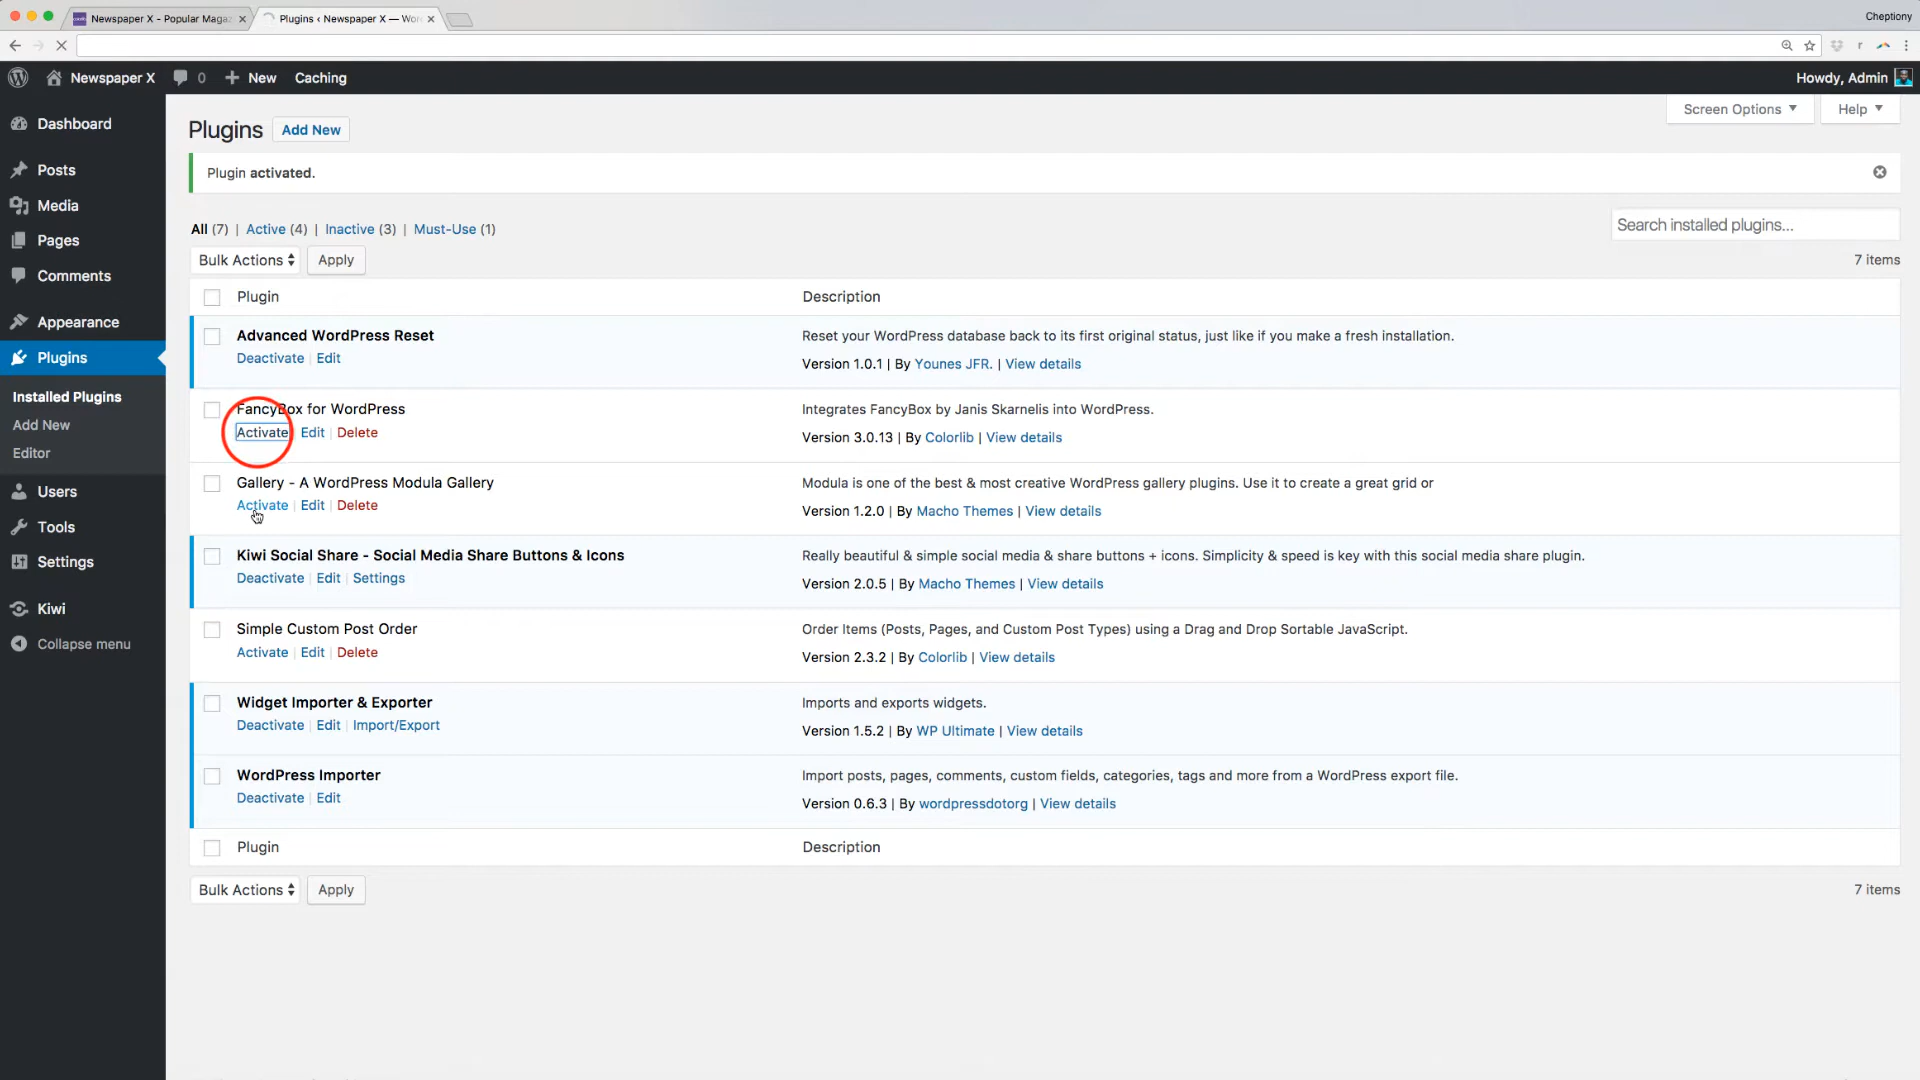 Newspaper X - Popular Maga
Plugins ‹ Newspaper X — Wor
Cheptiony
Newspaper X
0
New
Caching
Howdy, Admin
Dashboard
Posts
Media
Pages
Comments
Appearance
Plugins
Installed Plugins
Add New
Editor
Users
Tools
Settings
Kiwi
Collapse menu
Screen Options
Help
Plugins Add New
Plugin activated.
All (7) | Active (4) | Inactive (3) | Must-Use (1)
Search installed plugins...
Bulk Actions Apply
7 items
Plugin Description
Advanced WordPress Reset
Deactivate | Edit
Reset your WordPress database back to its first original status, just like if you make a fresh installation.
Version 1.0.1 | By Younes JFR. | View details
FancyBox for WordPress
Activate | Edit | Delete
Integrates FancyBox by Janis Skarnelis into WordPress.
Version 3.0.13 | By Colorlib | View details
Gallery - A WordPress Modula Gallery
Activate | Edit | Delete
Modula is one of the best & most creative WordPress gallery plugins. Use it to create a great grid or
Version 1.2.0 | By Macho Themes | View details
Kiwi Social Share - Social Media Share Buttons & Icons
Deactivate | Edit | Settings
Really beautiful & simple social media & share buttons + icons. Simplicity & speed is key with this social media share plugin.
Version 2.0.5 | By Macho Themes | View details
Simple Custom Post Order
Activate | Edit | Delete
Order Items (Posts, Pages, and Custom Post Types) using a Drag and Drop Sortable JavaScript.
Version 2.3.2 | By Colorlib | View details
Widget Importer & Exporter
Deactivate | Edit | Import/Export
Imports and exports widgets.
Version 1.5.2 | By WP Ultimate | View details
WordPress Importer
Deactivate | Edit
Import posts, pages, comments, custom fields, categories, tags and more from a WordPress export file.
Version 0.6.3 | By wordpressdotorg | View details
Plugin Description
Bulk Actions Apply
7 items